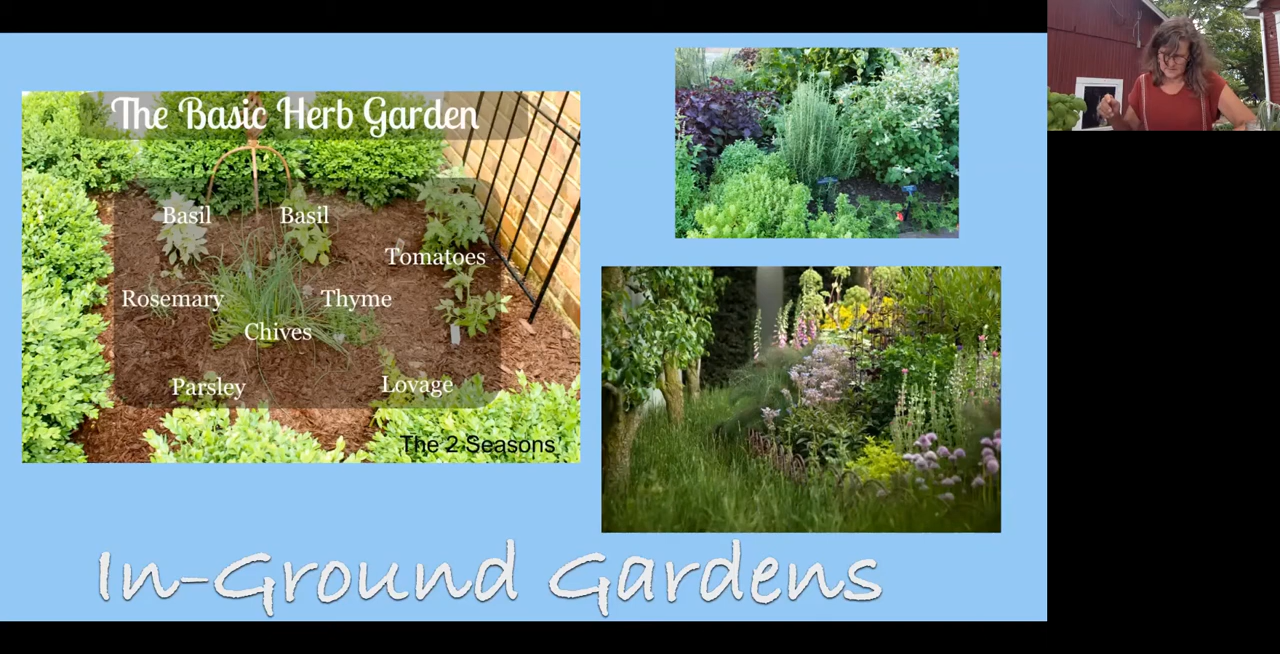 The Basic Herb Garden
Basil Basil
Tomatoes
Rosemary Thyme
Chives
Parsley Lovage
The 2 Seasons
In-Ground Gardens